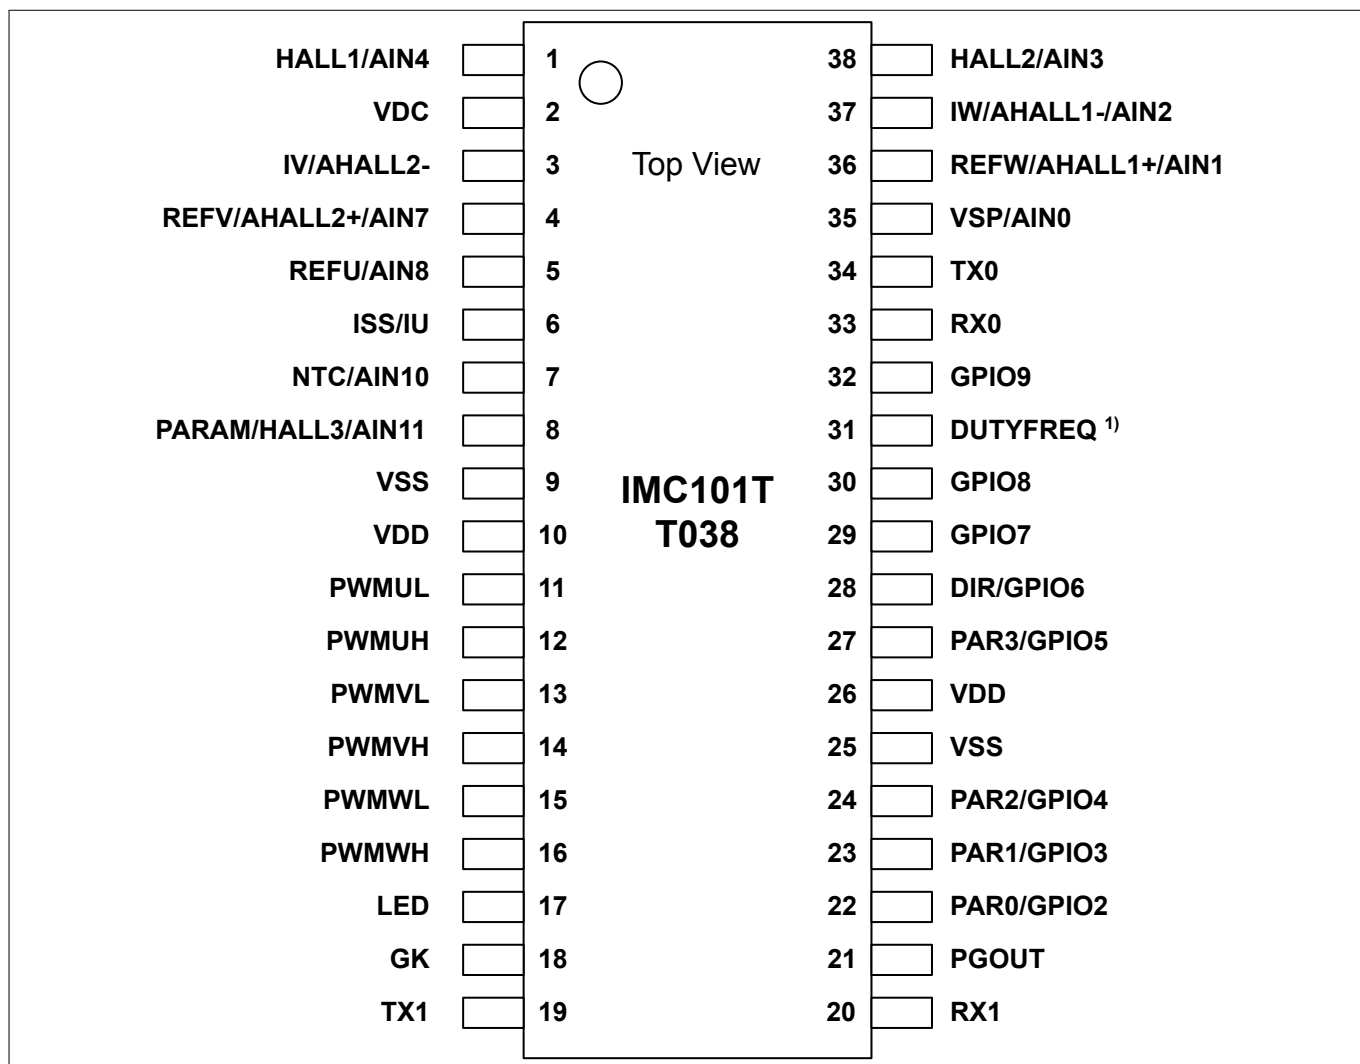 HALL1/AIN4 1 38 HALL2/AIN3
VDC 2 37 IW/AHALL1-/AIN2
IV/AHALL2- 3 Top View 36 REFW/AHALL1+/AIN1
REFV/AHALL2+/AIN7 4 35 VSP/AIN0
REFU/AIN8 5 34 TX0
ISS/IU 6 33 RX0
NTC/AIN10 7 32 GPIO9
PARAM/HALL3/AIN11 8 31 DUTYFREQ 1)
VSS 9 IMC101T 30 GPIO8
VDD 10 T038 29 GPIO7
PWMUL 11 28 DIR/GPIO6
PWMUH 12 27 PAR3/GPIO5
PWMVL 13 26 VDD
PWMVH 14 25 VSS
PWMWL 15 24 PAR2/GPIO4
PWMWH 16 23 PAR1/GPIO3
LED 17 22 PAR0/GPIO2
GK 18 21 PGOUT
TX1 19 20 RX1